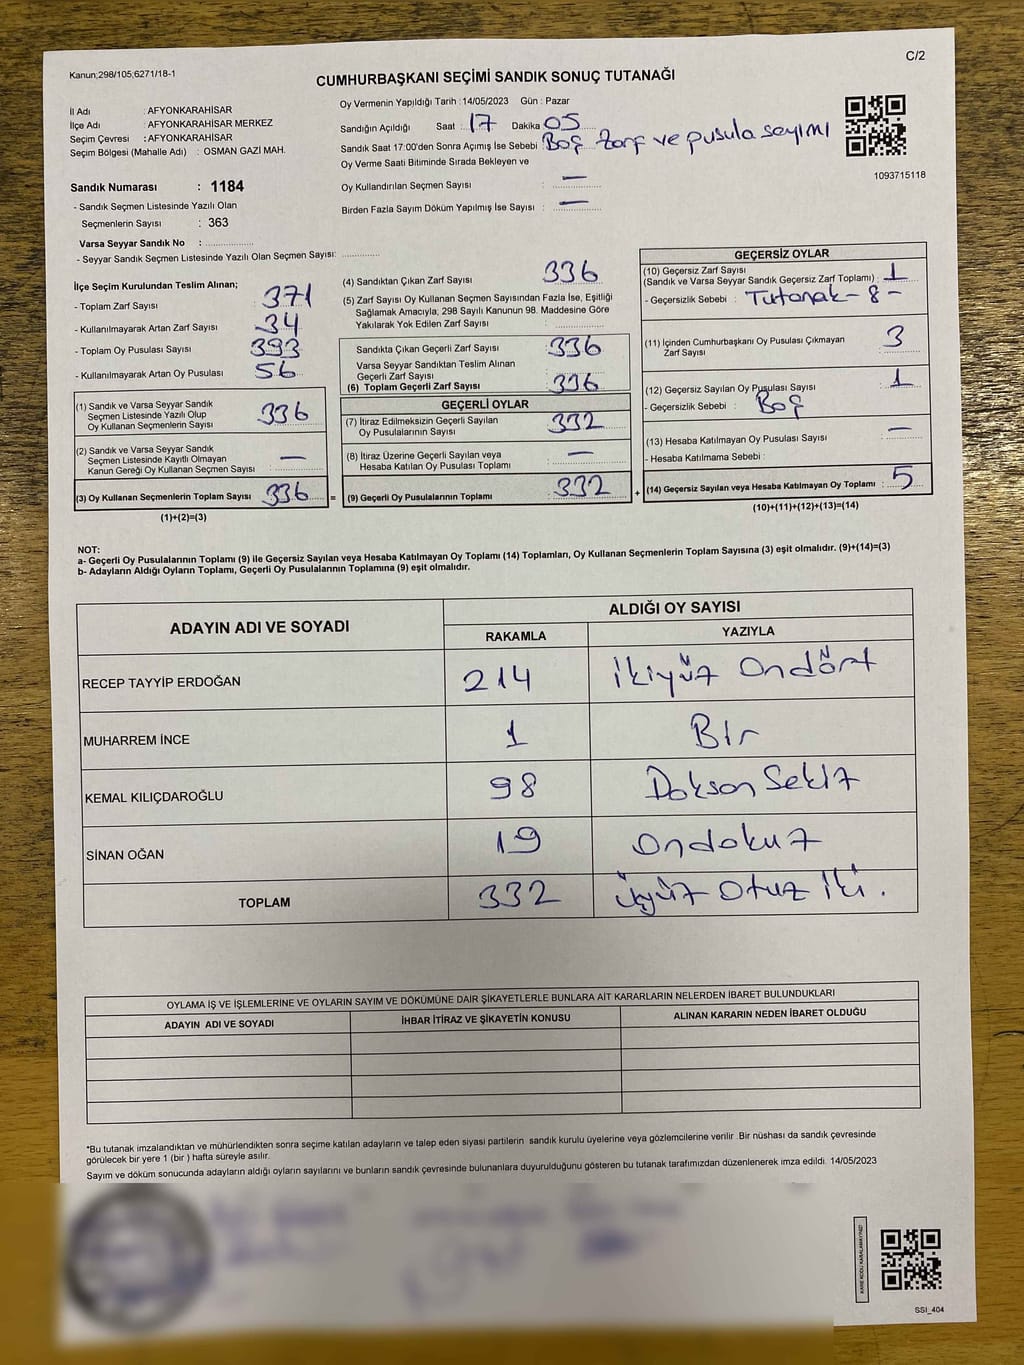 C/2
Kanun;298/105;6271/18-1
CUMHURBAŞKANI SEÇİMİ SANDIK SONUÇ TUTANAĞI
İl Adı : AFYONKARAHİSAR
İlçe Adı : AFYONKARAHİSAR MERKEZ
Seçim Çevresi : AFYONKARAHİSAR
Seçim Bölgesi (Mahalle Adı) : OSMAN GAZİ MAH.
Sandık Numarası : 1184
- Sandık Seçmen Listesinde Yazılı Olan
Seçmenlerin Sayısı : 363
Varsa Seyyar Sandık No :
- Seyyar Sandık Seçmen Listesinde Yazılı Olan Seçmen Sayısı:
Oy Vermenin Yapıldığı Tarih : 14/05/2023 Gün : Pazar
Sandığın Açıldığı Saat : 17 Dakika 05
Sandık Saat 17:00'den Sonra Açımış İse Sebebi : Boş Zarf ve pusula sayımı
Oy Verme Saati Bitiminde Sırada Bekleyen ve
Oy Kullandırılan Seçmen Sayısı : —
Birden Fazla Sayım Döküm Yapılmış İse Sayısı : —
1093715118
İlçe Seçim Kurulundan Teslim Alınan;
- Toplam Zarf Sayısı 371
- Kullanılmayarak Artan Zarf Sayısı 34
- Toplam Oy Pusulası Sayısı 393
- Kullanılmayarak Artan Oy Pusulası 56
(1) Sandık ve Varsa Seyyar Sandık
Seçmen Listesinde Yazılı Olup
Oy Kullanan Seçmenlerin Sayısı 336
(2) Sandık ve Varsa Seyyar Sandık
Seçmen Listesinde Kayıtlı Olmayan
Kanun Gereği Oy Kullanan Seçmen Sayısı —
(3) Oy Kullanan Seçmenlerin Toplam Sayısı 336 =
(1)+(2)=(3)
(4) Sandıktan Çıkan Zarf Sayısı 336
(5) Zarf Sayısı Oy Kullanan Seçmen Sayısından Fazla İse, Eşitliği
Sağlamak Amacıyla, 298 Sayılı Kanunun 98. Maddesine Göre
Yakılarak Yok Edilen Zarf Sayısı :
Sandıkta Çıkan Geçerli Zarf Sayısı 336
Varsa Seyyar Sandıktan Teslim Alınan
Geçerli Zarf Sayısı :
(6) Toplam Geçerli Zarf Sayısı 336
GEÇERLİ OYLAR
(7) İtiraz Edilmeksizin Geçerli Sayılan
Oy Pusulalarının Sayısı 332
(8) İtiraz Üzerine Geçerli Sayılan veya
Hesaba Katılan Oy Pusulası Toplamı : —
(9) Geçerli Oy Pusulalarının Toplamı : 332 +
GEÇERSİZ OYLAR
(10) Geçersiz Zarf Sayısı
(Sandık ve Varsa Seyyar Sandık Geçersiz Zarf Toplamı) : 1
- Geçersizlik Sebebi : Tutanak - 8 -
(11) İçinden Cumhurbaşkanı Oy Pusulası Çıkmayan
Zarf Sayısı 3
(12) Geçersiz Sayılan Oy Pusulası Sayısı 1
- Geçersizlik Sebebi : Boş
(13) Hesaba Katılmayan Oy Pusulası Sayısı —
- Hesaba Katılmama Sebebi :
(14) Geçersiz Sayılan veya Hesaba Katılmayan Oy Toplamı : 5
(10)+(11)+(12)+(13)=(14)
NOT:
a- Geçerli Oy Pusulalarının Toplamı (9) ile Geçersiz Sayılan veya Hesaba Katılmayan Oy Toplamı (14) Toplamları, Oy Kullanan Seçmenlerin Toplam Sayısına (3) eşit olmalıdır. (9)+(14)=(3)
b- Adayların Aldığı Oyların Toplamı, Geçerli Oy Pusulalarının Toplamına (9) eşit olmalıdır.
ADAYIN ADI VE SOYADI
ALDIĞI OY SAYISI
RAKAMLA YAZIYLA
RECEP TAYYİP ERDOĞAN 214 İkiyüz Ondört
MUHARREM İNCE 1 Bir
KEMAL KILIÇDAROĞLU 98 Doksan Sekiz
SİNAN OĞAN 19 Ondokuz
TOPLAM 332 üçyüz Otuz iki.
OYLAMA İŞ VE İŞLEMLERİNE VE OYLARIN SAYIM VE DÖKÜMÜNE DAİR ŞİKAYETLERLE BUNLARA AİT KARARLARIN NELERDEN İBARET BULUNDUKLARI
ADAYIN ADI VE SOYADI İHBAR İTİRAZ VE ŞİKAYETİN KONUSU ALINAN KARARIN NEDEN İBARET OLDUĞU
*Bu tutanak imzalandıktan ve mühürlendikten sonra seçime katılan adayların ve talep eden siyasi partilerin sandık kurulu üyelerine veya gözlemcilerine verilir. Bir nüshası da sandık çevresinde
görülecek bir yere 1 (bir) hafta süreyle asılır.
Sayım ve döküm sonucunda adayların aldığı oyların sayılarını ve bunların sandık çevresinde bulunanlara duyurulduğunu gösteren bu tutanak tarafımızdan düzenlenerek imza edildi. 14/05/2023
KARE KODU KARALAMAYINIZ!
SSI_404